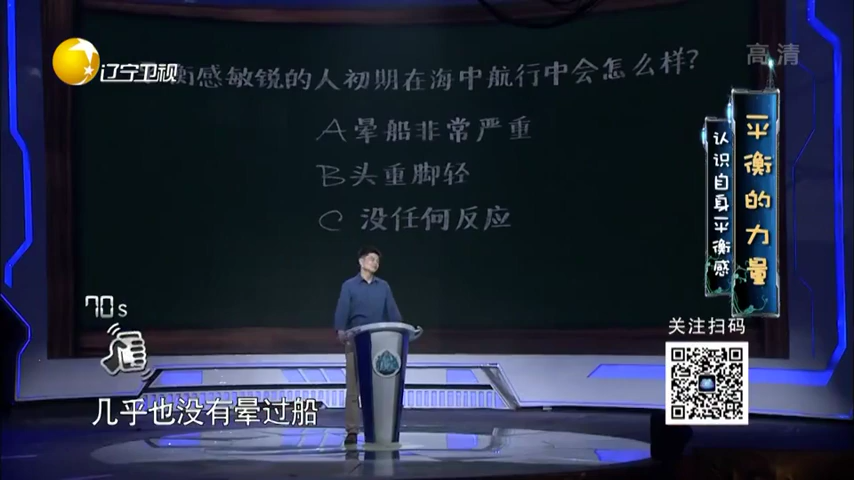 辽宁卫视
高清
衡感敏锐的人初期在海中航行中会怎么样?
A晕船非常严重
B头重脚轻
C 没任何反应
平衡的力量
认识自身平衡感
70s
关注扫码
几乎也没有晕过船